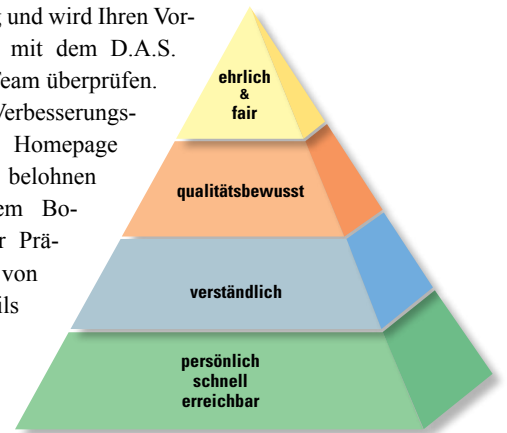 g und wird Ihren Vor-
mit dem D.A.S.
Team überprüfen.
Verbesserungs-
Homepage
belohnen
em Bo-
r Prä-
von
ils
ehrlich
&
fair
qualitätsbewusst
verständlich
persönlich
schnell
erreichbar